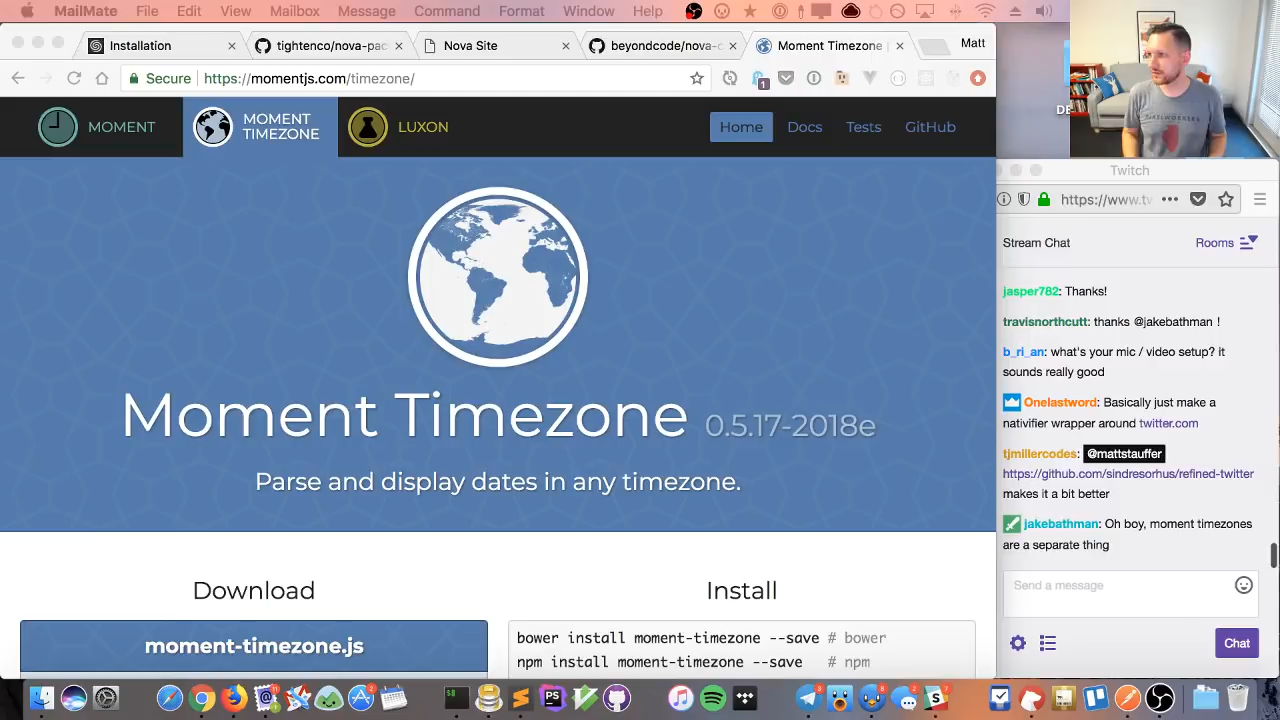 MailMate File Edit View Mailbox Message Command Format Window Help
Installation
tightenco/nova-pac
Nova Site
beyondcode/nova-c
Moment Timezone
Matt
Secure
https://momentjs.com/timezone/
1
MOMENT
MOMENT
TIMEZONE
LUXON
Home Docs Tests GitHub
Moment Timezone 0.5.17-2018e
Parse and display dates in any timezone.
Download
moment-timezone.js
Install
bower install moment-timezone --save # bower
npm install moment-timezone --save # npm
DE
Twitch
https://www.tv
Stream Chat
Rooms
jasper782: Thanks!
travisnorthcutt: thanks @jakebathman !
b_ri_an: what's your mic / video setup? it
sounds really good
Onelastword: Basically just make a
nativifier wrapper around twitter.com
tjmillercodes: @mattstauffer
https://github.com/sindresorhus/refined-twitter
makes it a bit better
jakebathman: Oh boy, moment timezones
are a separate thing
Send a message
Chat